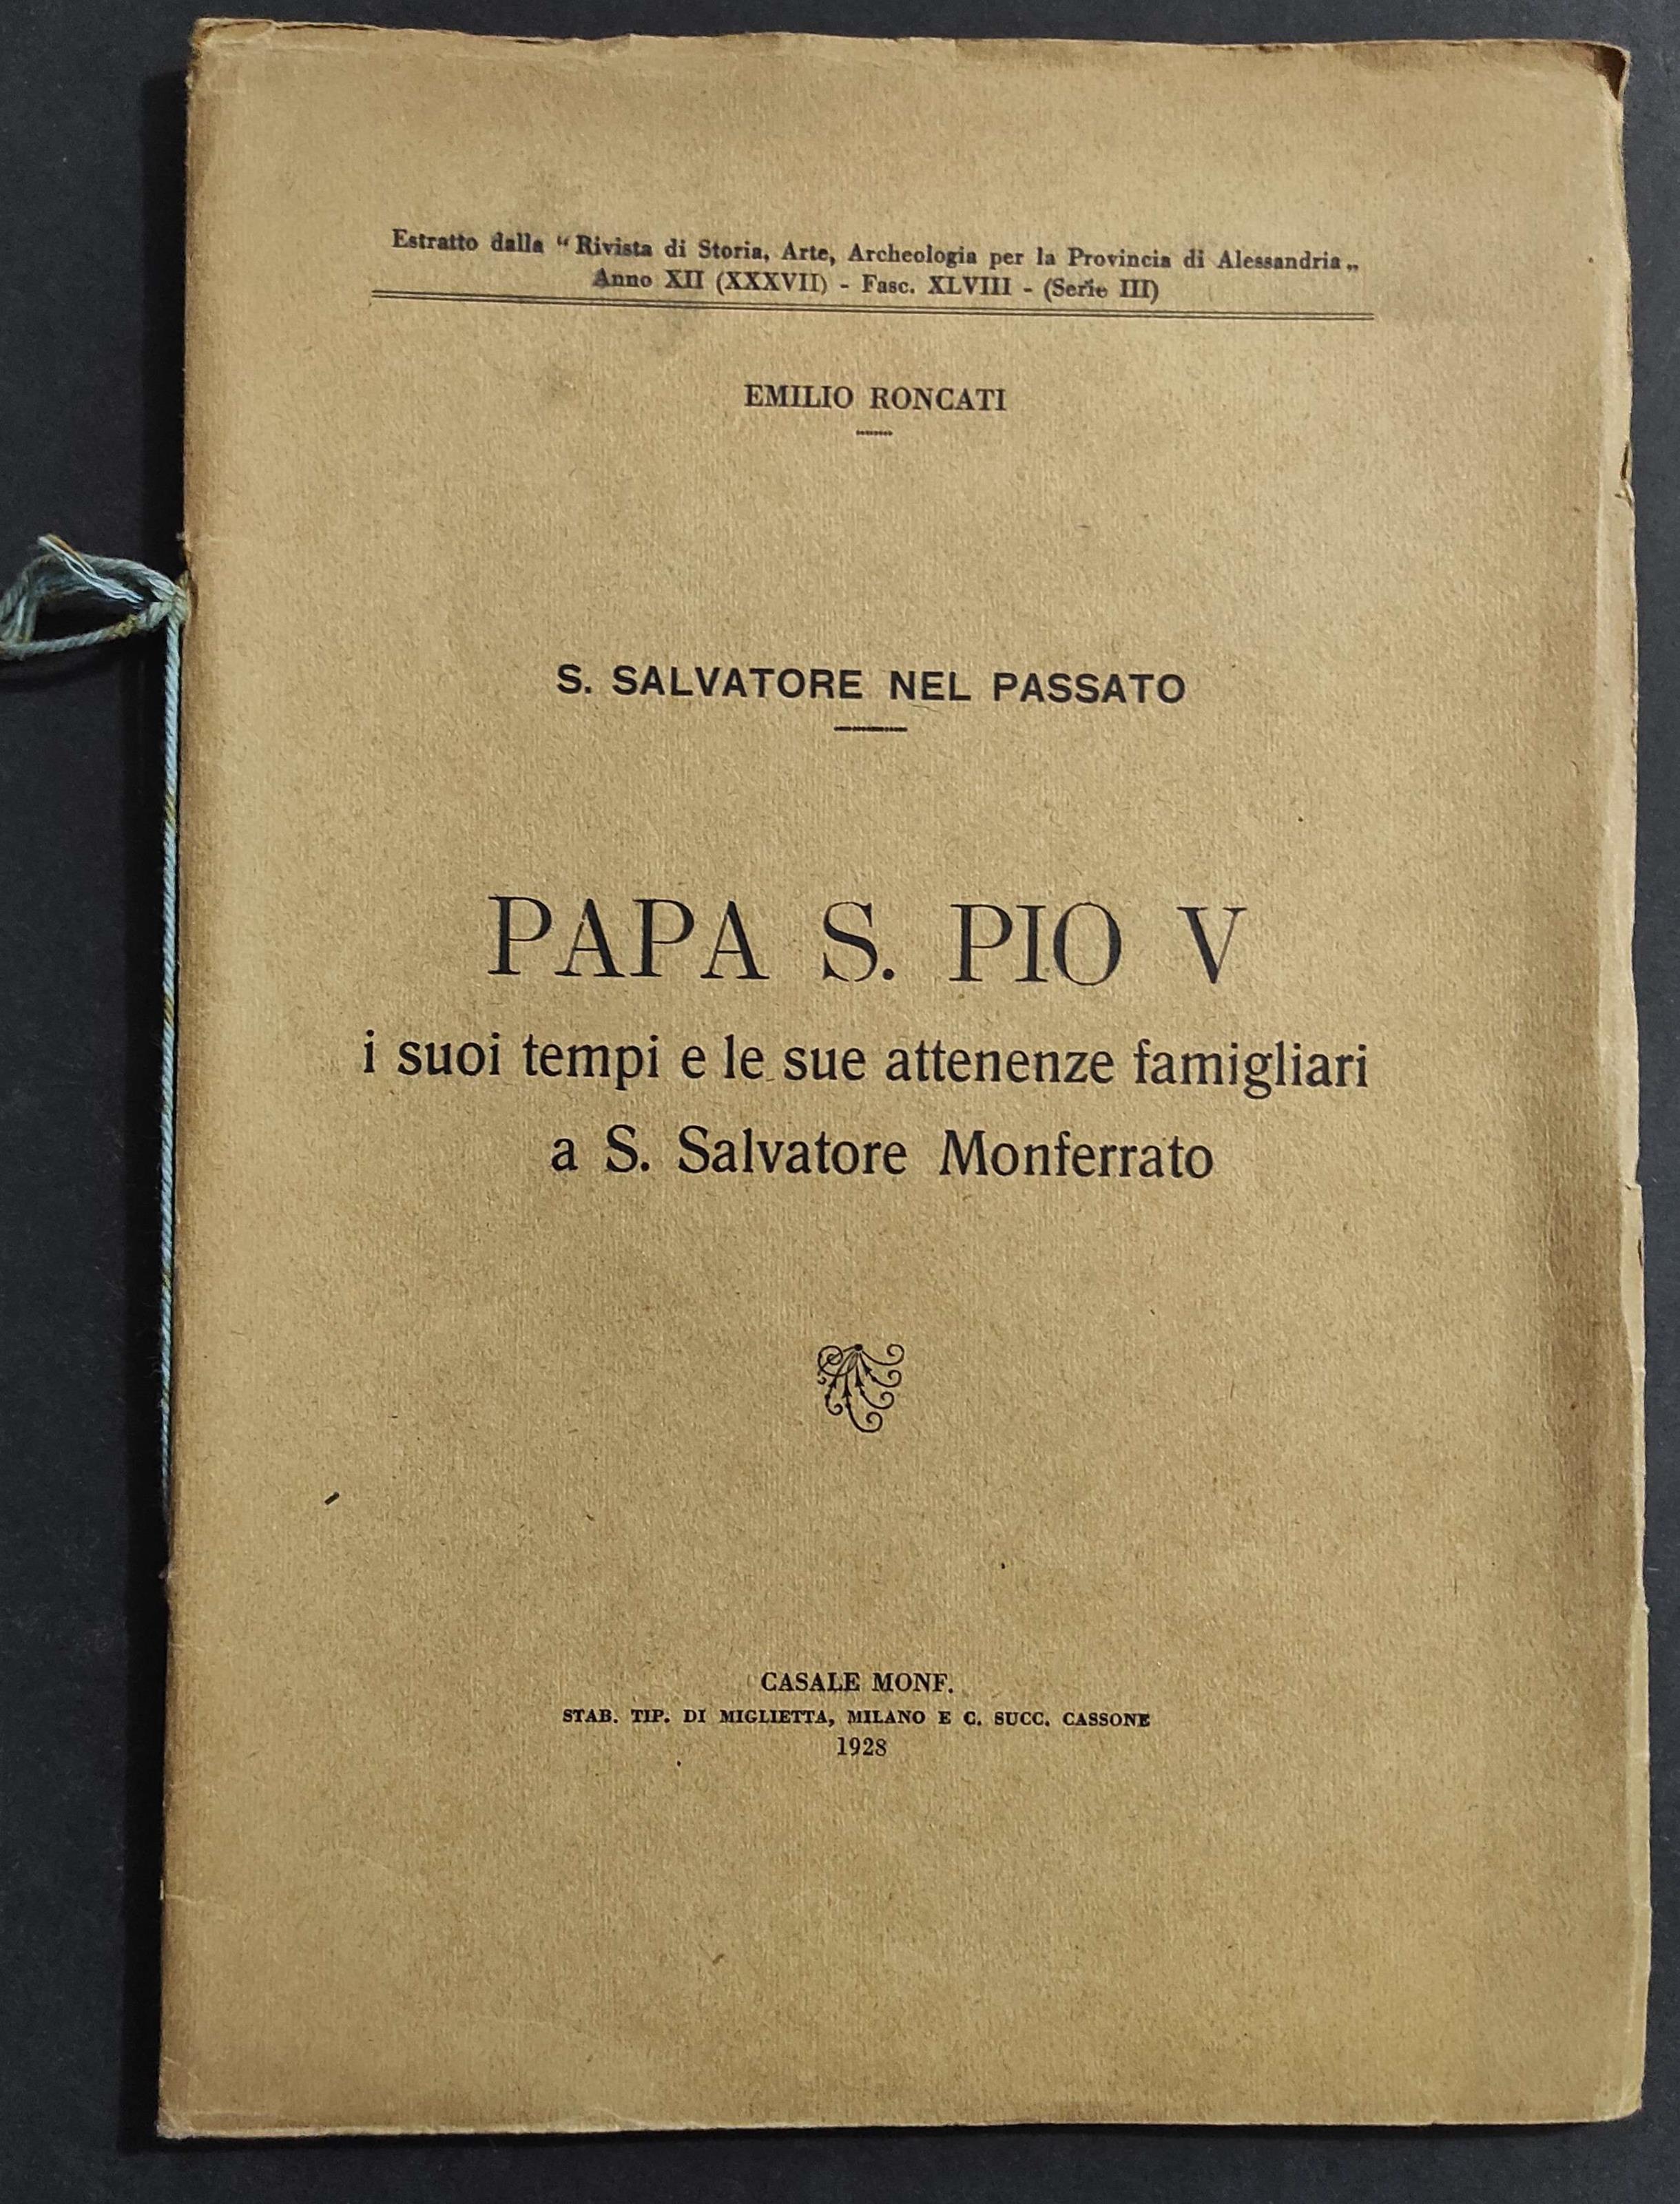 Estratto dalla “ Rivista di Storia, Arte, Archeologia per la Provincia di Alessandria „
Anno XII (XXXVII) - Fasc. XLVIII - (Serie III)
EMILIO RONCATI
S. SALVATORE NEL PASSATO
PAPA S. PIO V
i suoi tempi e le sue attenenze famigliari
a S. Salvatore Monferrato
CASALE MONF.
STAB. TIP. DI MIGLIETTA, MILANO E C. SUCC. CASSONE
1928